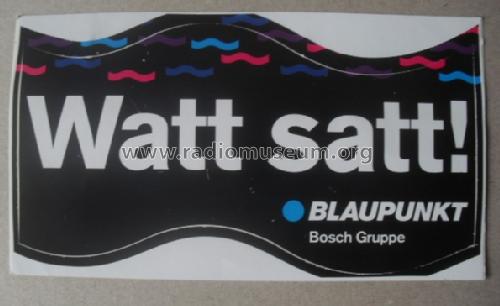 Watt satt!
www.radiomuseum.org
BLAUPUNKT
Bosch Gruppe